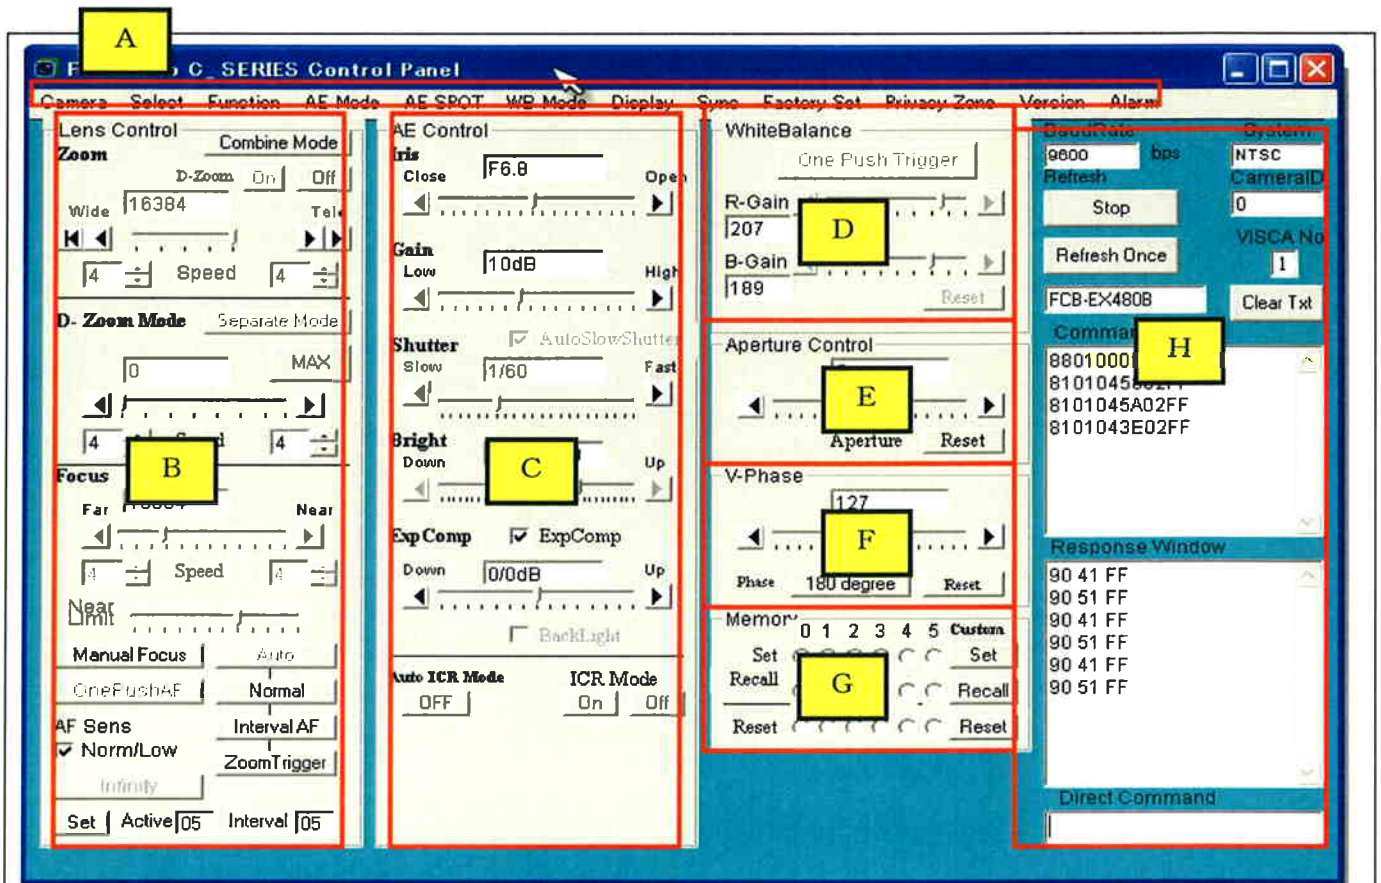 A
C_SERIES Control Panel
Camera Select Function AE Mode AE SPOT WB Mode Display Sync Factory Set Privacy Zone Version Alarm
Lens Control
Combine Mode
Zoom
D-Zoom On Off
16384
Wide Tele
4 Speed 4
D- Zoom Mode Separate Mode
0 MAX
4 4
B
Focus
Far Near
4 Speed 4
Near
Limit
Manual Focus Auto
OnePushAF Normal
AF Sens Interval AF
Norm/Low ZoomTrigger
Infinity
Set Active 05 Interval 05
AE Control
Iris
Close F6.8 Open
Gain
Low 10dB High
AutoSlowShutter
Shutter
Slow 1/60 Fast
Bright
Down Up
C
ExpComp ExpComp
Down 0/0dB Up
BackLight
Auto ICR Mode ICR Mode
OFF On Off
WhiteBalance
One Push Trigger
R-Gain
207
D
B-Gain
189 Reset
Aperture Control
E
Aperture Reset
V-Phase
127
F
Phase 180 degree Reset
Memory
0 1 2 3 4 5 Custom
Set Set
Recall Recall
G
Reset Reset
BaudRate System
9600 bps NTSC
Refresh CameraID
Stop 0
VISCA No
Refresh Once 1
FCB-EX480B Clear Txt
H
8101045A02FF
8101043E02FF
Response Window
90 41 FF
90 51 FF
90 41 FF
90 51 FF
90 41 FF
90 51 FF
Direct Command